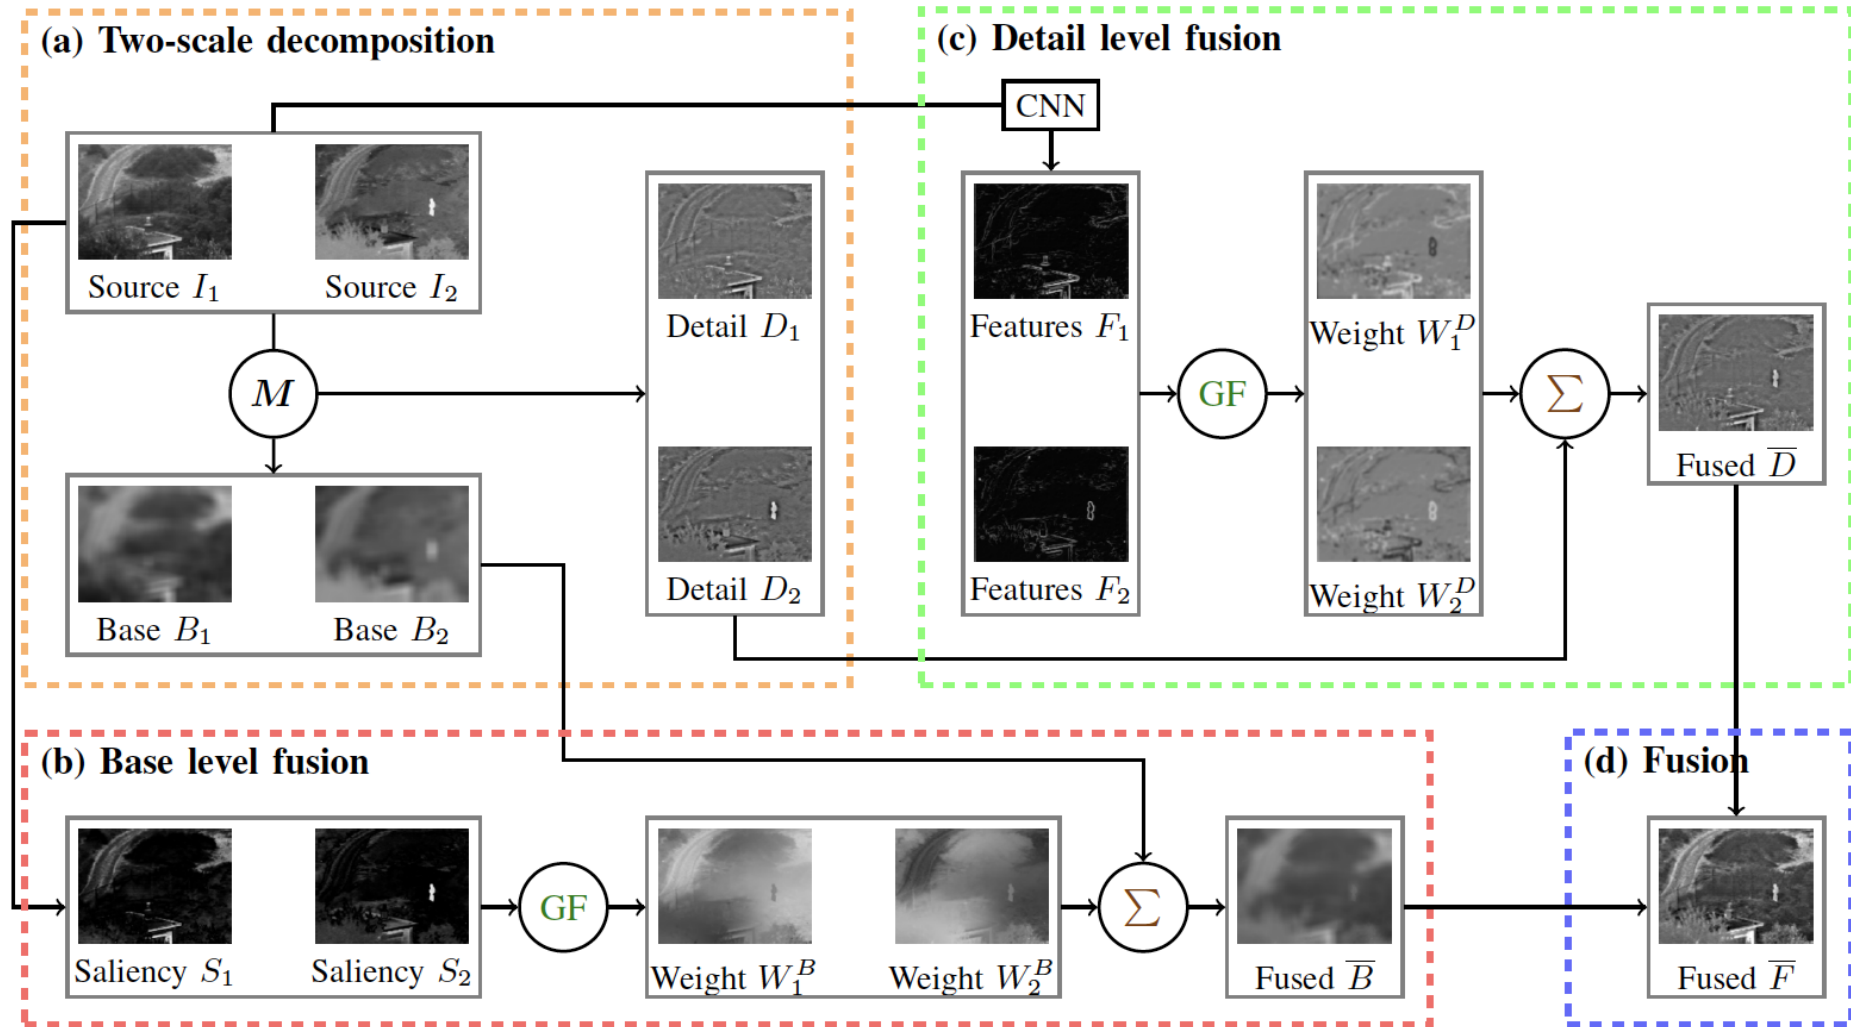 (a) Two-scale decomposition
Source I₁
Source I₂
M
Base B₁
Base B₂
Detail D₁
Detail D₂
(c) Detail level fusion
CNN
Features F₁
Features F₂
GF
Weight W₁ᴰ
Weight W₂ᴰ
∑
Fused D̅
(b) Base level fusion
Saliency S₁
Saliency S₂
GF
Weight W₁ᴮ
Weight W₂ᴮ
∑
Fused B̅
(d) Fusion
Fused F̅